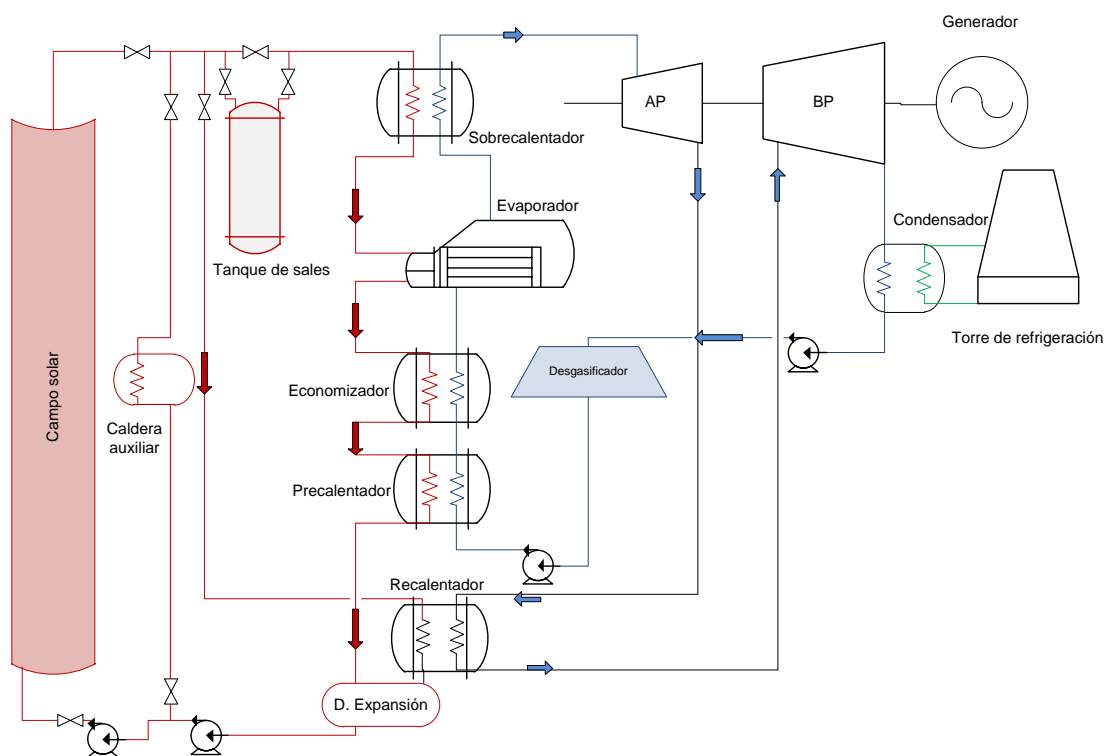 Generador
AP
BP
Sobrecalentador
Evaporador
Condensador
Tanque de sales
Torre de refrigeración
Desgasificador
Campo solar
Economizador
Caldera
auxiliar
Precalentador
Recalentador
D. Expansión